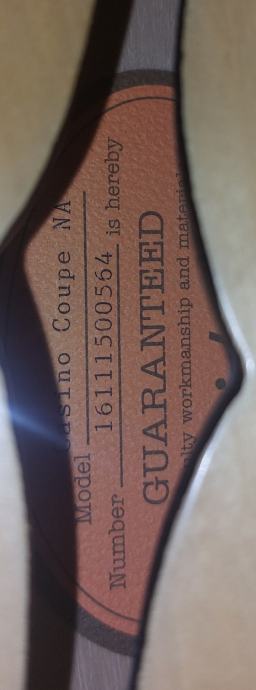 Casino Coupe NA
Model
16111500564
Number is hereby
GUARANTEED
workmanship and